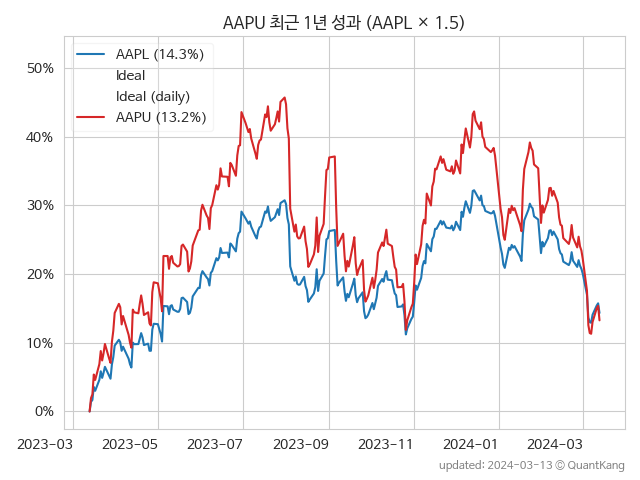 AAPU 최근 1년 성과 (AAPL × 1.5)
AAPL (14.3%)
Ideal
Ideal (daily)
AAPU (13.2%)
50%
40%
30%
20%
10%
0%
2023-03 2023-05 2023-07 2023-09 2023-11 2024-01 2024-03
updated: 2024-03-13 © QuantKang